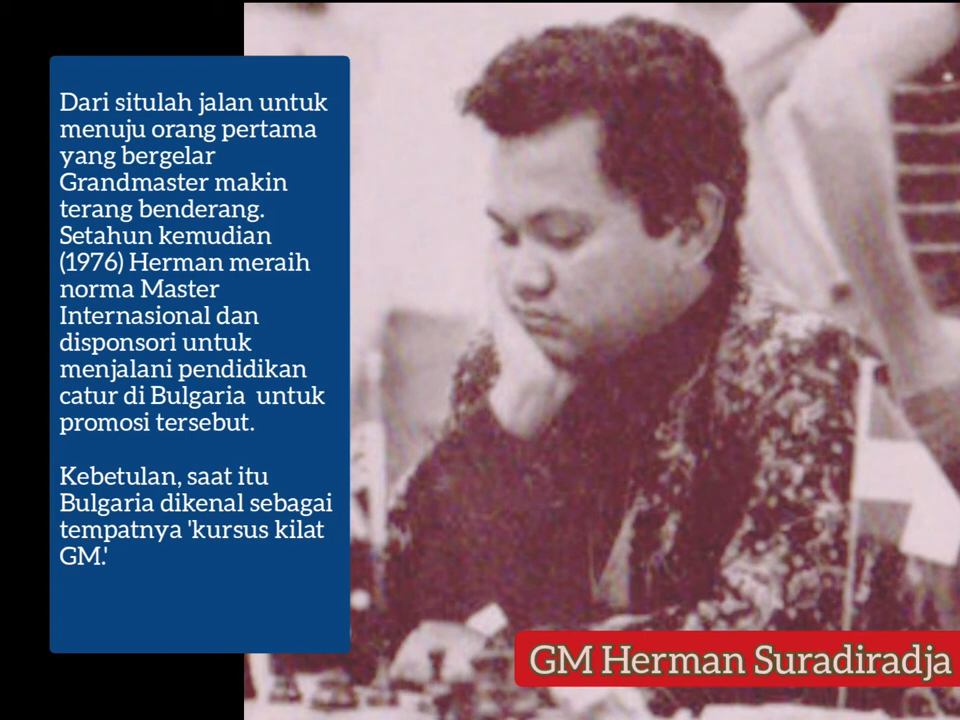 Dari situlah jalan untuk
menuju orang pertama
yang bergelar
Grandmaster makin
terang benderang.
Setahun kemudian
(1976) Herman meraih
norma Master
Internasional dan
disponsori untuk
menjalani pendidikan
catur di Bulgaria  untuk
promosi tersebut.

Kebetulan, saat itu
Bulgaria dikenal sebagai
tempatnya 'kursus kilat
GM.'
GM Herman Suradiradja